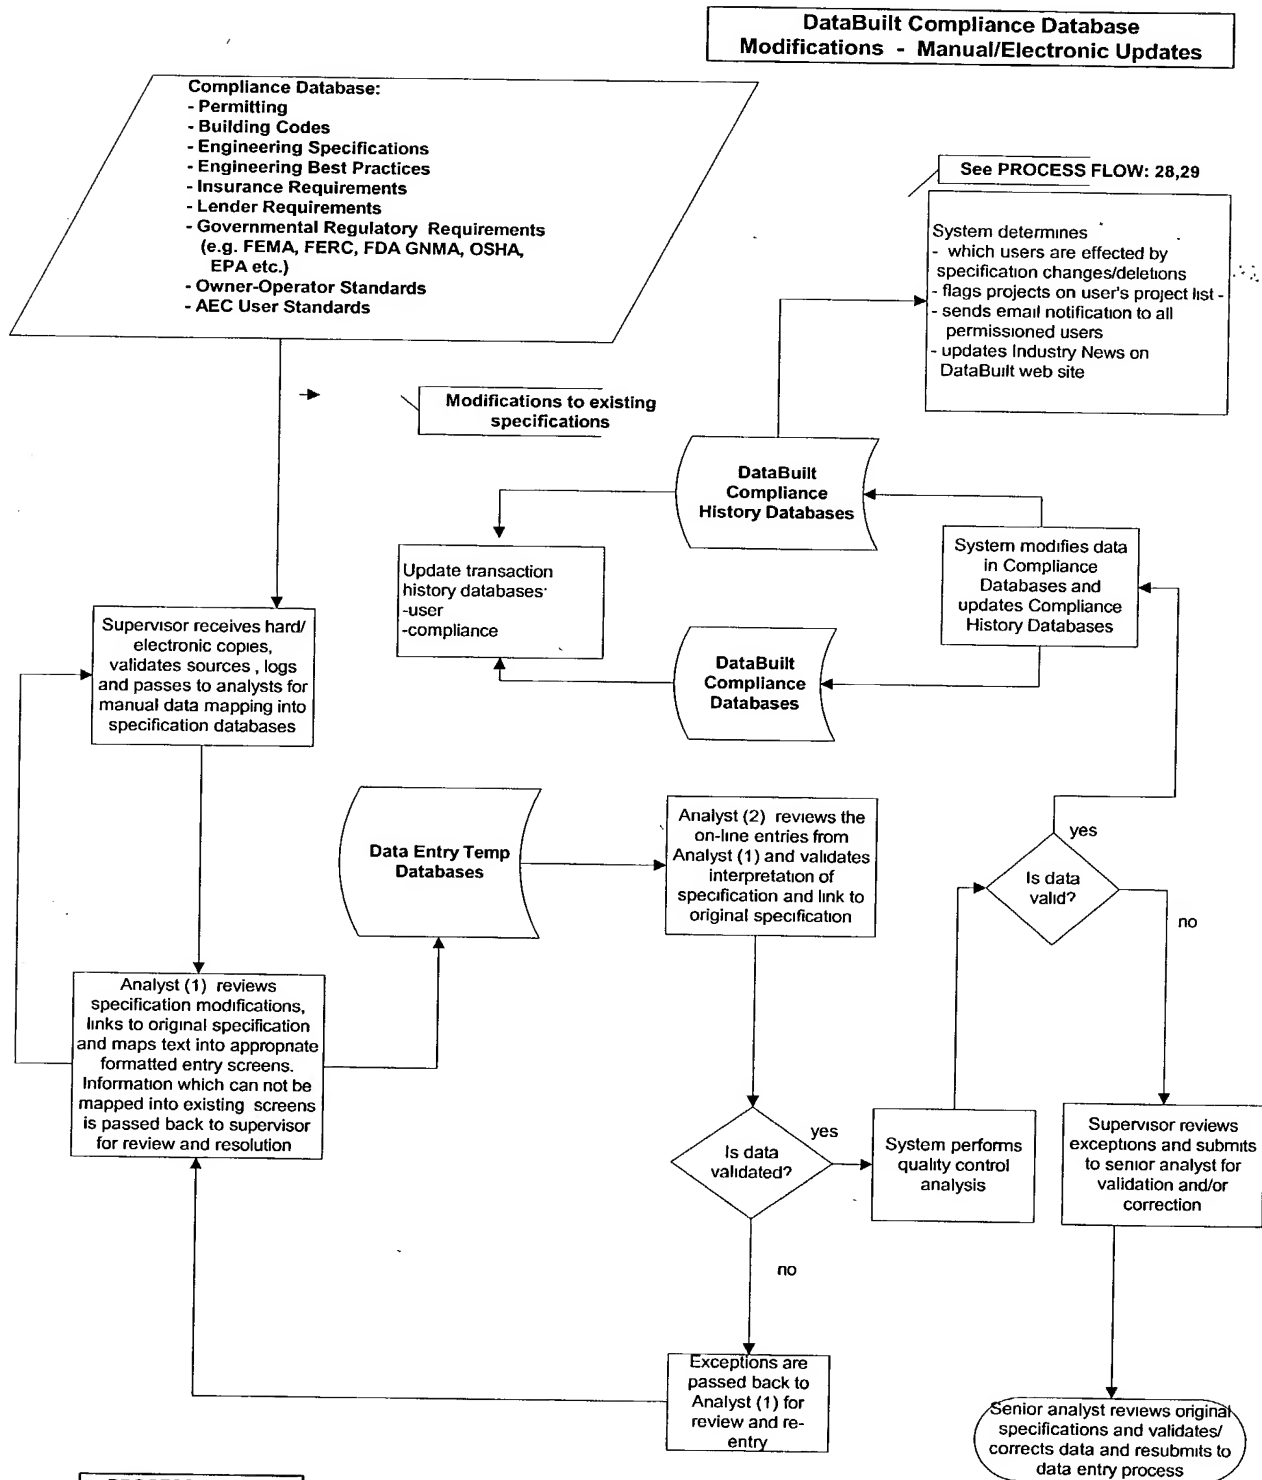 DataBuilt Compliance Database
Modifications - Manual/Electronic Updates
Compliance Database:
- Permitting
- Building Codes
- Engineering Specifications
- Engineering Best Practices
- Insurance Requirements
- Lender Requirements
- Governmental Regulatory Requirements
(e.g. FEMA, FERC, FDA GNMA, OSHA,
EPA etc.)
- Owner-Operator Standards
- AEC User Standards
See PROCESS FLOW: 28,29
System determines
- which users are effected by
specification changes/deletions
- flags projects on user's project list -
- sends email notification to all
permissioned users
- updates Industry News on
DataBuilt web site
Modifications to existing
specifications
DataBuilt
Compliance
History Databases
Update transaction
history databases:
-user
-compliance
System modifies data
in Compliance
Databases and
updates Compliance
History Databases
DataBuilt
Compliance
Databases
Supervisor receives hard/
electronic copies,
validates sources , logs
and passes to analysts for
manual data mapping into
specification databases
Data Entry Temp
Databases
Analyst (2) reviews the
on-line entries from
Analyst (1) and validates
interpretation of
specification and link to
original specification
yes
Is data
valid?
no
Analyst (1) reviews
specification modifications,
links to original specification
and maps text into appropriate
formatted entry screens.
Information which can not be
mapped into existing screens
is passed back to supervisor
for review and resolution
Is data
validated?
yes
System performs
quality control
analysis
Supervisor reviews
exceptions and submits
to senior analyst for
validation and/or
correction
no
Exceptions are
passed back to
Analyst (1) for
review and re-
entry
Senior analyst reviews original
specifications and validates/
corrects data and resubmits to
data entry process